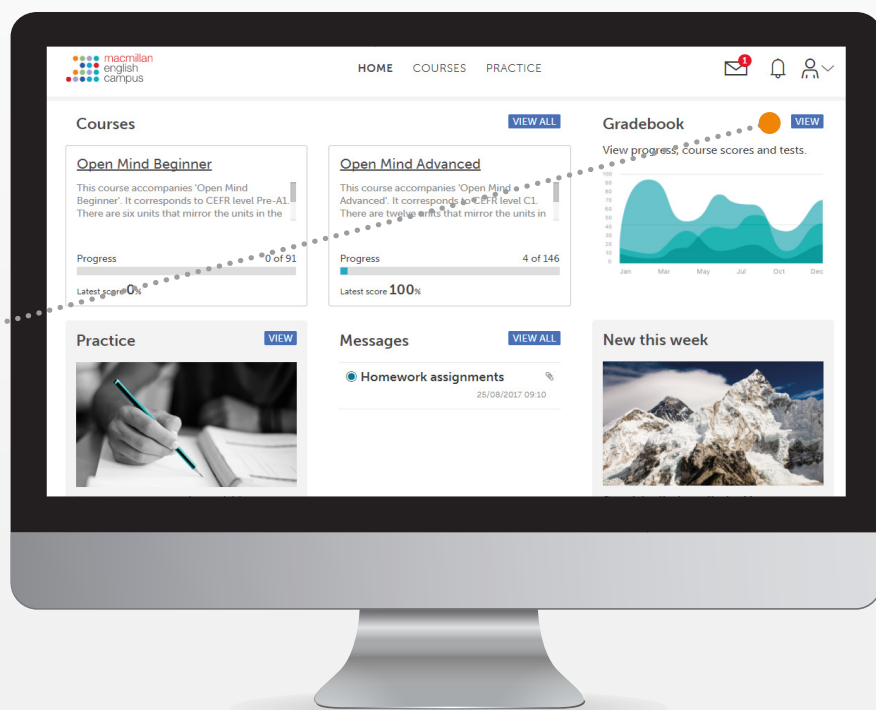 macmillan
english
campus
HOME COURSES PRACTICE
1
Courses
VIEW ALL
Open Mind Beginner
This course accompanies 'Open Mind
Beginner'. It corresponds to CEFR level Pre-A1.
There are six units that mirror the units in the
Progress 0 of 91
Latest score 0%
Open Mind Advanced
This course accompanies 'Open Mind
Advanced'. It corresponds to CEFR level C1.
There are twelve units that mirror the units in
Progress 4 of 146
Latest score 100%
Gradebook
VIEW
View progress, course scores and tests.
100
90
80
70
60
50
40
30
20
10
0
Jan Mar May Jul Oct Dec
Practice
VIEW
Messages
VIEW ALL
Homework assignments
25/08/2017 09:10
New this week